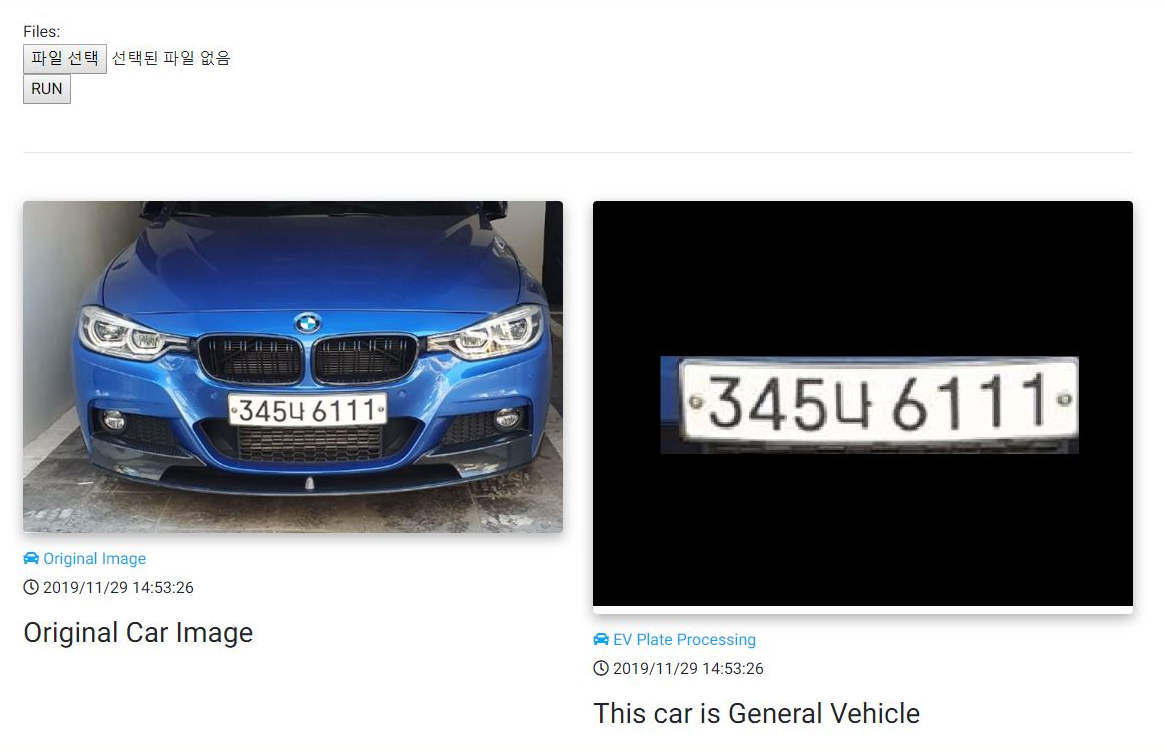 Files:
파일 선택 선택된 파일 없음
RUN
345나 6111
Original Image
2019/11/29 14:53:26
Original Car Image
345나 6111
EV Plate Processing
2019/11/29 14:53:26
This car is General Vehicle